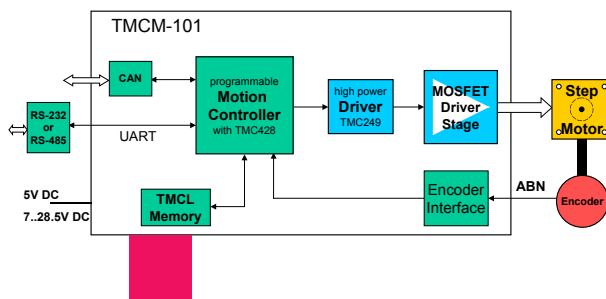 TMCM-101
CAN
programmable
Motion
Controller
with TMC428
high power
Driver
TMC249
MOSFET
Driver
Stage
Step
Motor
RS-232
or
RS-485
UART
TMCL
Memory
Encoder
Interface
ABN
Encoder
5V DC
7..28.5V DC